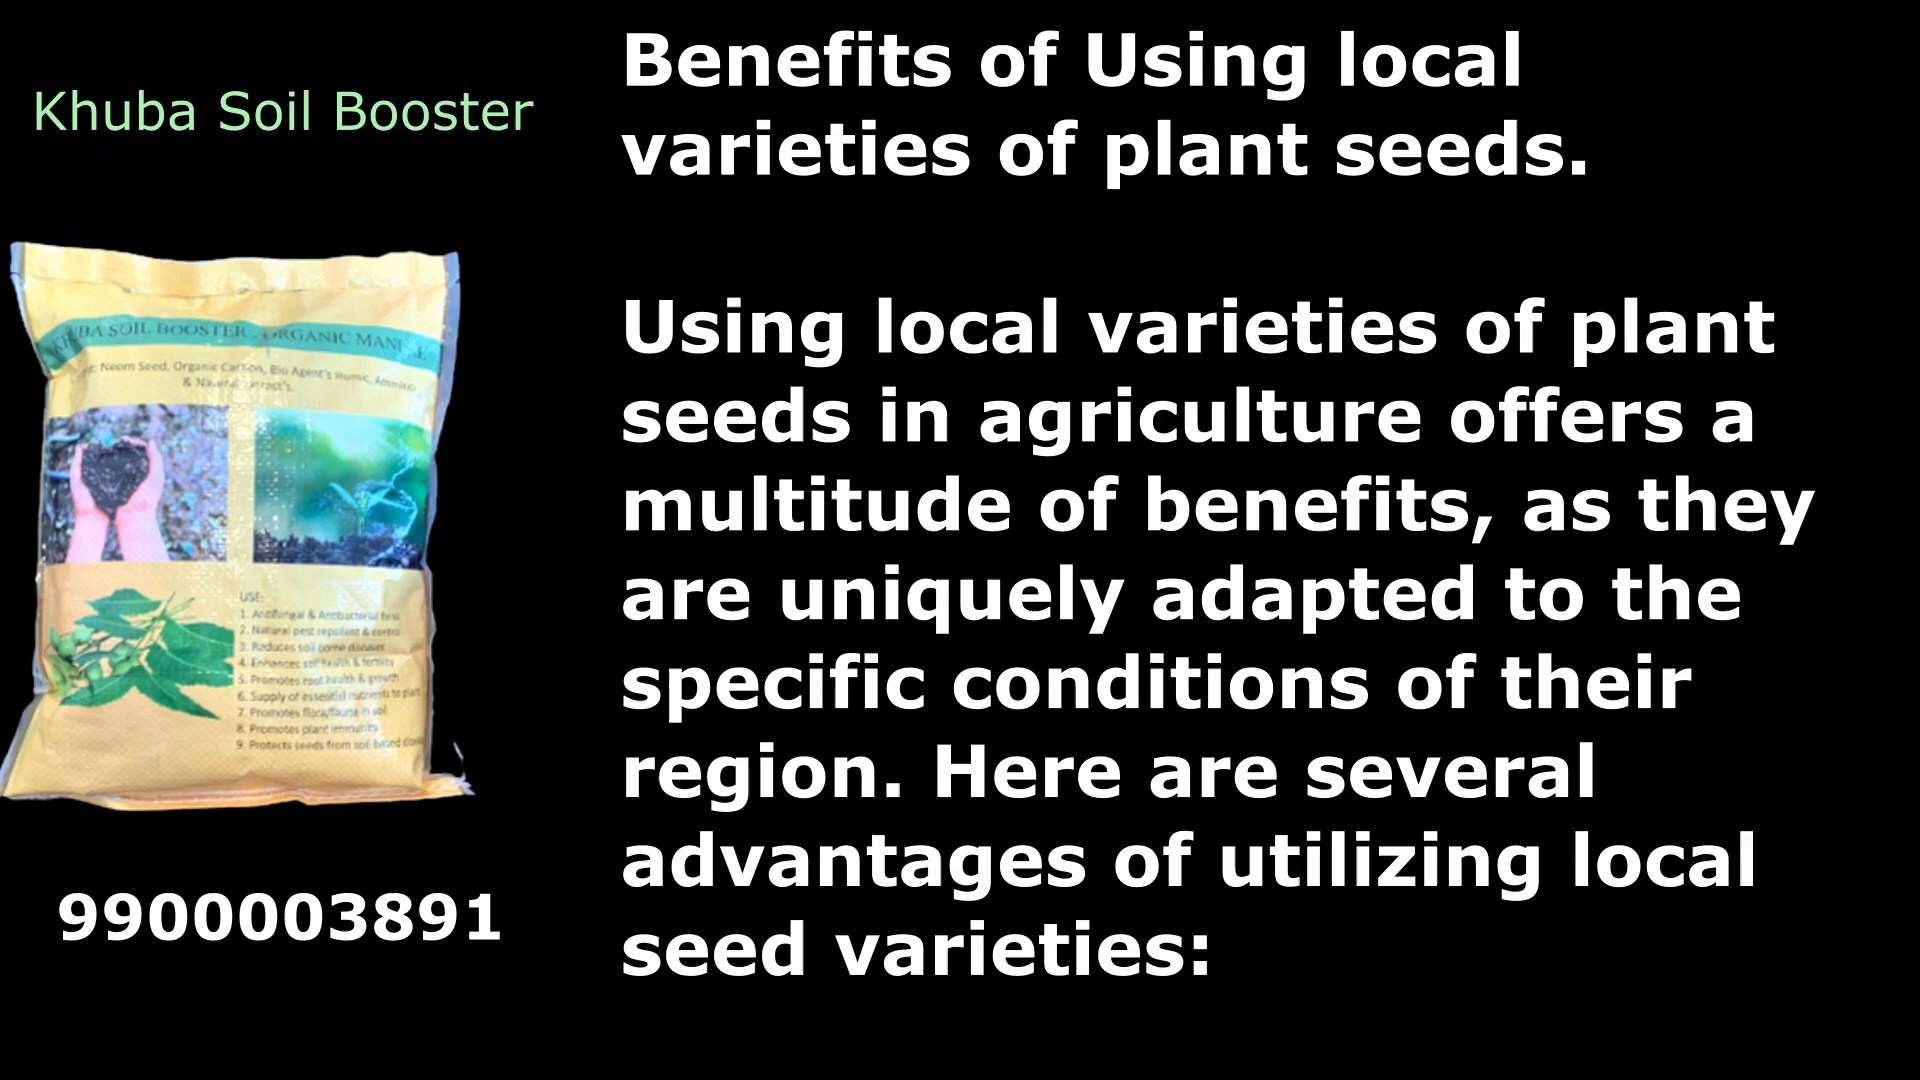 Khuba Soil Booster
Benefits of Using local
varieties of plant seeds.
Using local varieties of plant
seeds in agriculture offers a
multitude of benefits, as they
are uniquely adapted to the
specific conditions of their
region. Here are several
advantages of utilizing local
seed varieties:
SOIL BOOSTER ORGANIC
Neem Seed, Organic Carbon, Bio Agent's Humic, Ammino
& Natural Extract's.
USE:
1. Antifungal & Antibacterial
2. Natural pest repellent & control
3. Reduces soil borne diseases
4. Enhances soil health & fertility
5. Promotes root health & growth
6. Supply of essential nutrients to plant
7. Promotes flora/fauna in soil
8. Promotes plant immunity
9. Protects seeds from soil based
9900003891